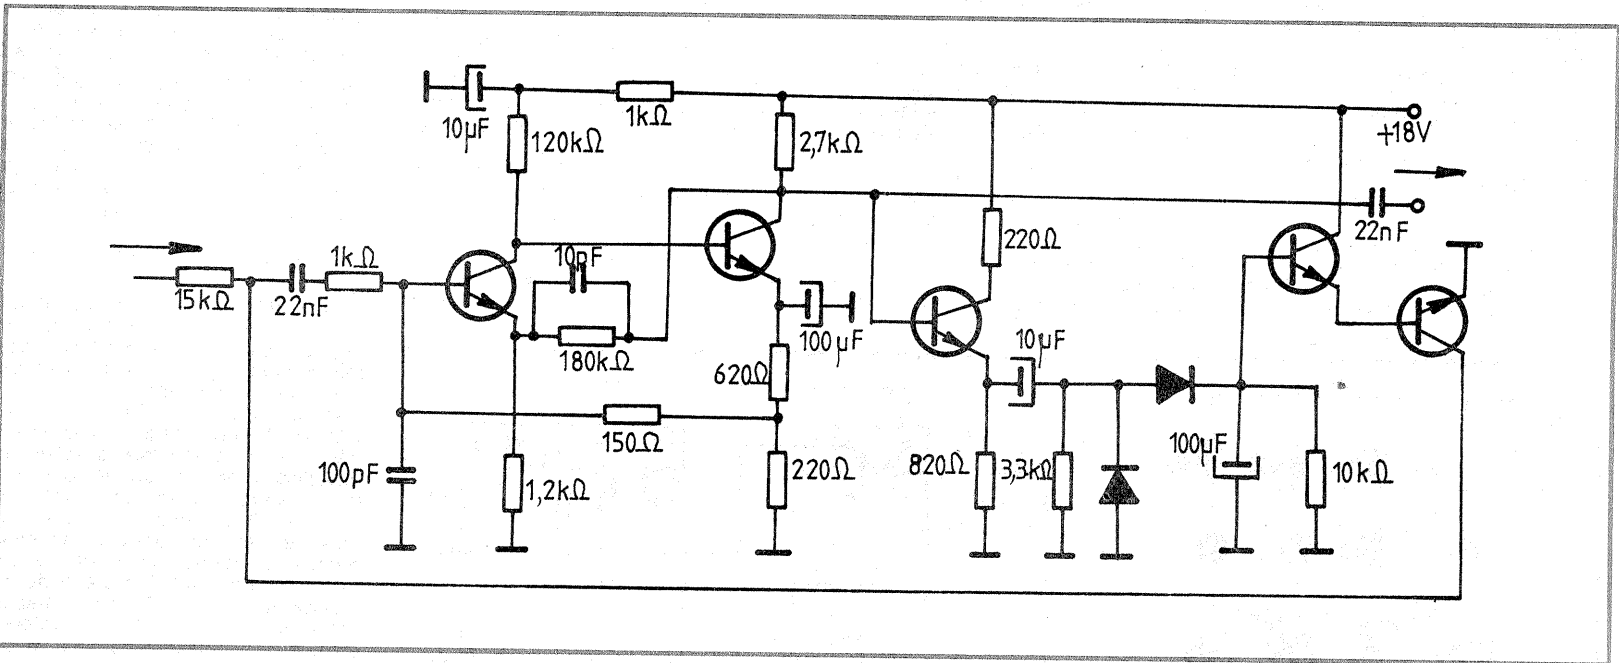 10µF
1kΩ
+18V
120kΩ
2,7kΩ
22nF
220Ω
1kΩ
10pF
15kΩ
22nF
180kΩ
100µF
10µF
620Ω
150Ω
100µF
100pF
1,2kΩ
220Ω
820Ω
3,3kΩ
10kΩ